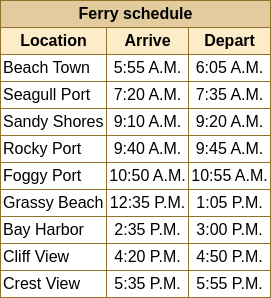 Ferry schedule
Location Arrive Depart
Beach Town 5:55 A.M. 6:05 A.M.
Seagull Port 7:20 A.M. 7:35 A.M.
Sandy Shores 9:10 A.M. 9:20 A.M.
Rocky Port 9:40 A.M. 9:45 A.M.
Foggy Port 10:50 A.M. 10:55 A.M.
Grassy Beach 12:35 P.M. 1:05 P.M.
Bay Harbor 2:35 P.M. 3:00 P.M.
Cliff View 4:20 P.M. 4:50 P.M.
Crest View 5:35 P.M. 5:55 P.M.